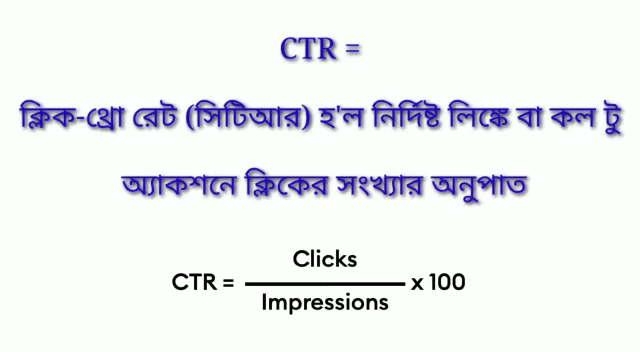 CTR =
ক্লিক-থ্রো রেট (সিটিআর) হ'ল নির্দিষ্ট লিঙ্কে বা কল টু
অ্যাকশনে ক্লিকের সংখ্যার অনুপাত
Clicks
CTR = x 100
Impressions